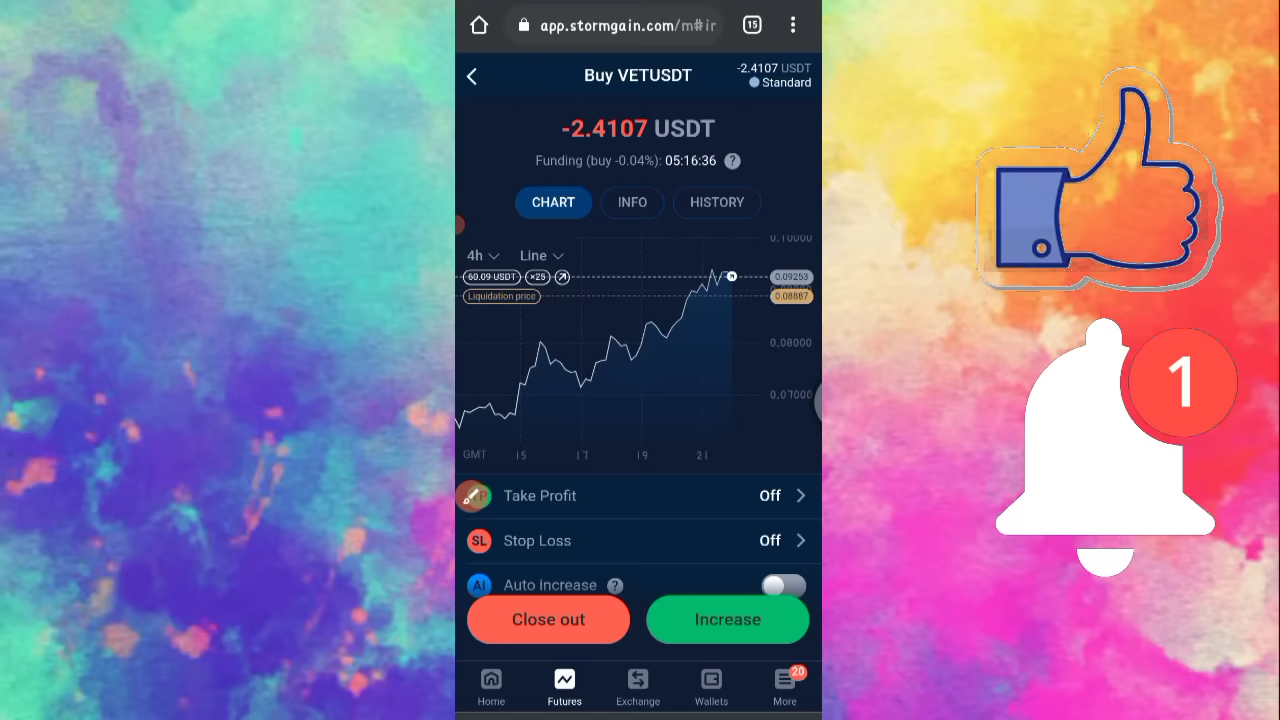 app.stormgain.com/m#ir
15
Buy VETUSDT
-2.4107 USDT
Standard
-2.4107 USDT
Funding (buy -0.04%): 05:16:36 ?
CHART INFO HISTORY
0.10000
4h Line
60.09 USDT ×25 0.09253
Liquidation price 0.08887
0.08000
0.07000
GMT 15 17 19 21
Take Profit Off
SL Stop Loss Off
AI Auto increase ?
Close out Increase
20
Home Futures Exchange Wallets More
1